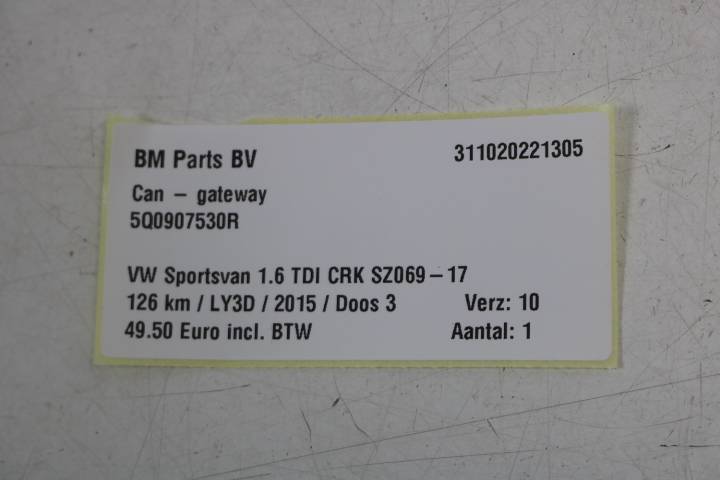 BM Parts BV 311020221305
Can – gateway
5Q0907530R
VW Sportsvan 1.6 TDI CRK SZ069–17
126 km / LY3D / 2015 / Doos 3 Verz: 10
49.50 Euro incl. BTW Aantal: 1